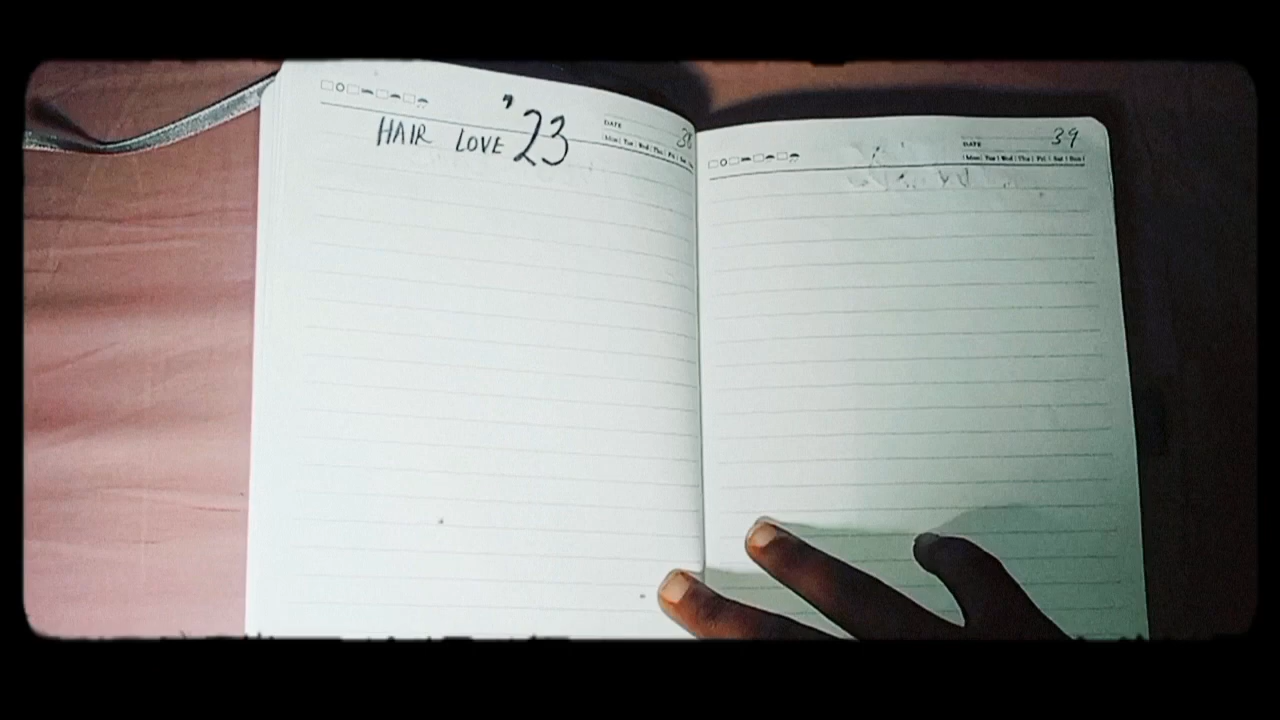 HAIR LOVE "23
DATE 38
Mon Tue Wed Thu Fri Sat Sun
DATE 39
Mon Tue Wed Thu Fri Sat Sun